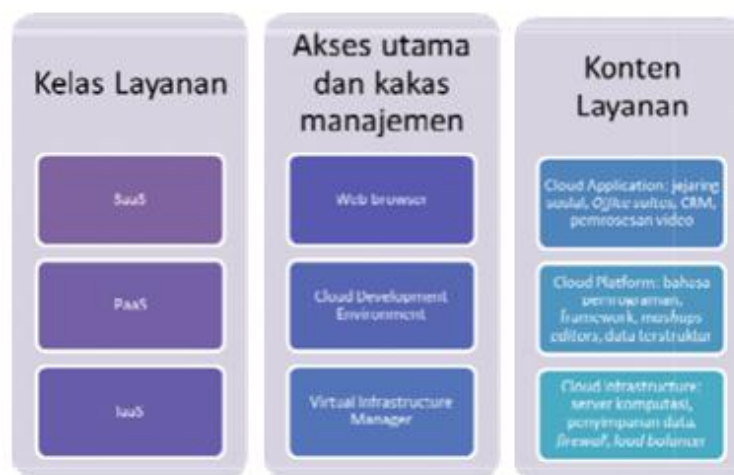 Kelas Layanan
SaaS
PaaS
IaaS
Akses utama
dan kakas
manajemen
Web browser
Cloud Development
Environment
Virtual Infrastructure
Manager
Konten
Layanan
Cloud Application: jejaring
sosial, Office suites, CRM,
pemrosesan video
Cloud Platform: bahasa
pemrograman,
framework, mashups
editors, data terstruktur
Cloud infrastructure:
server komputasi,
penyimpanan data,
firewall, load balancer